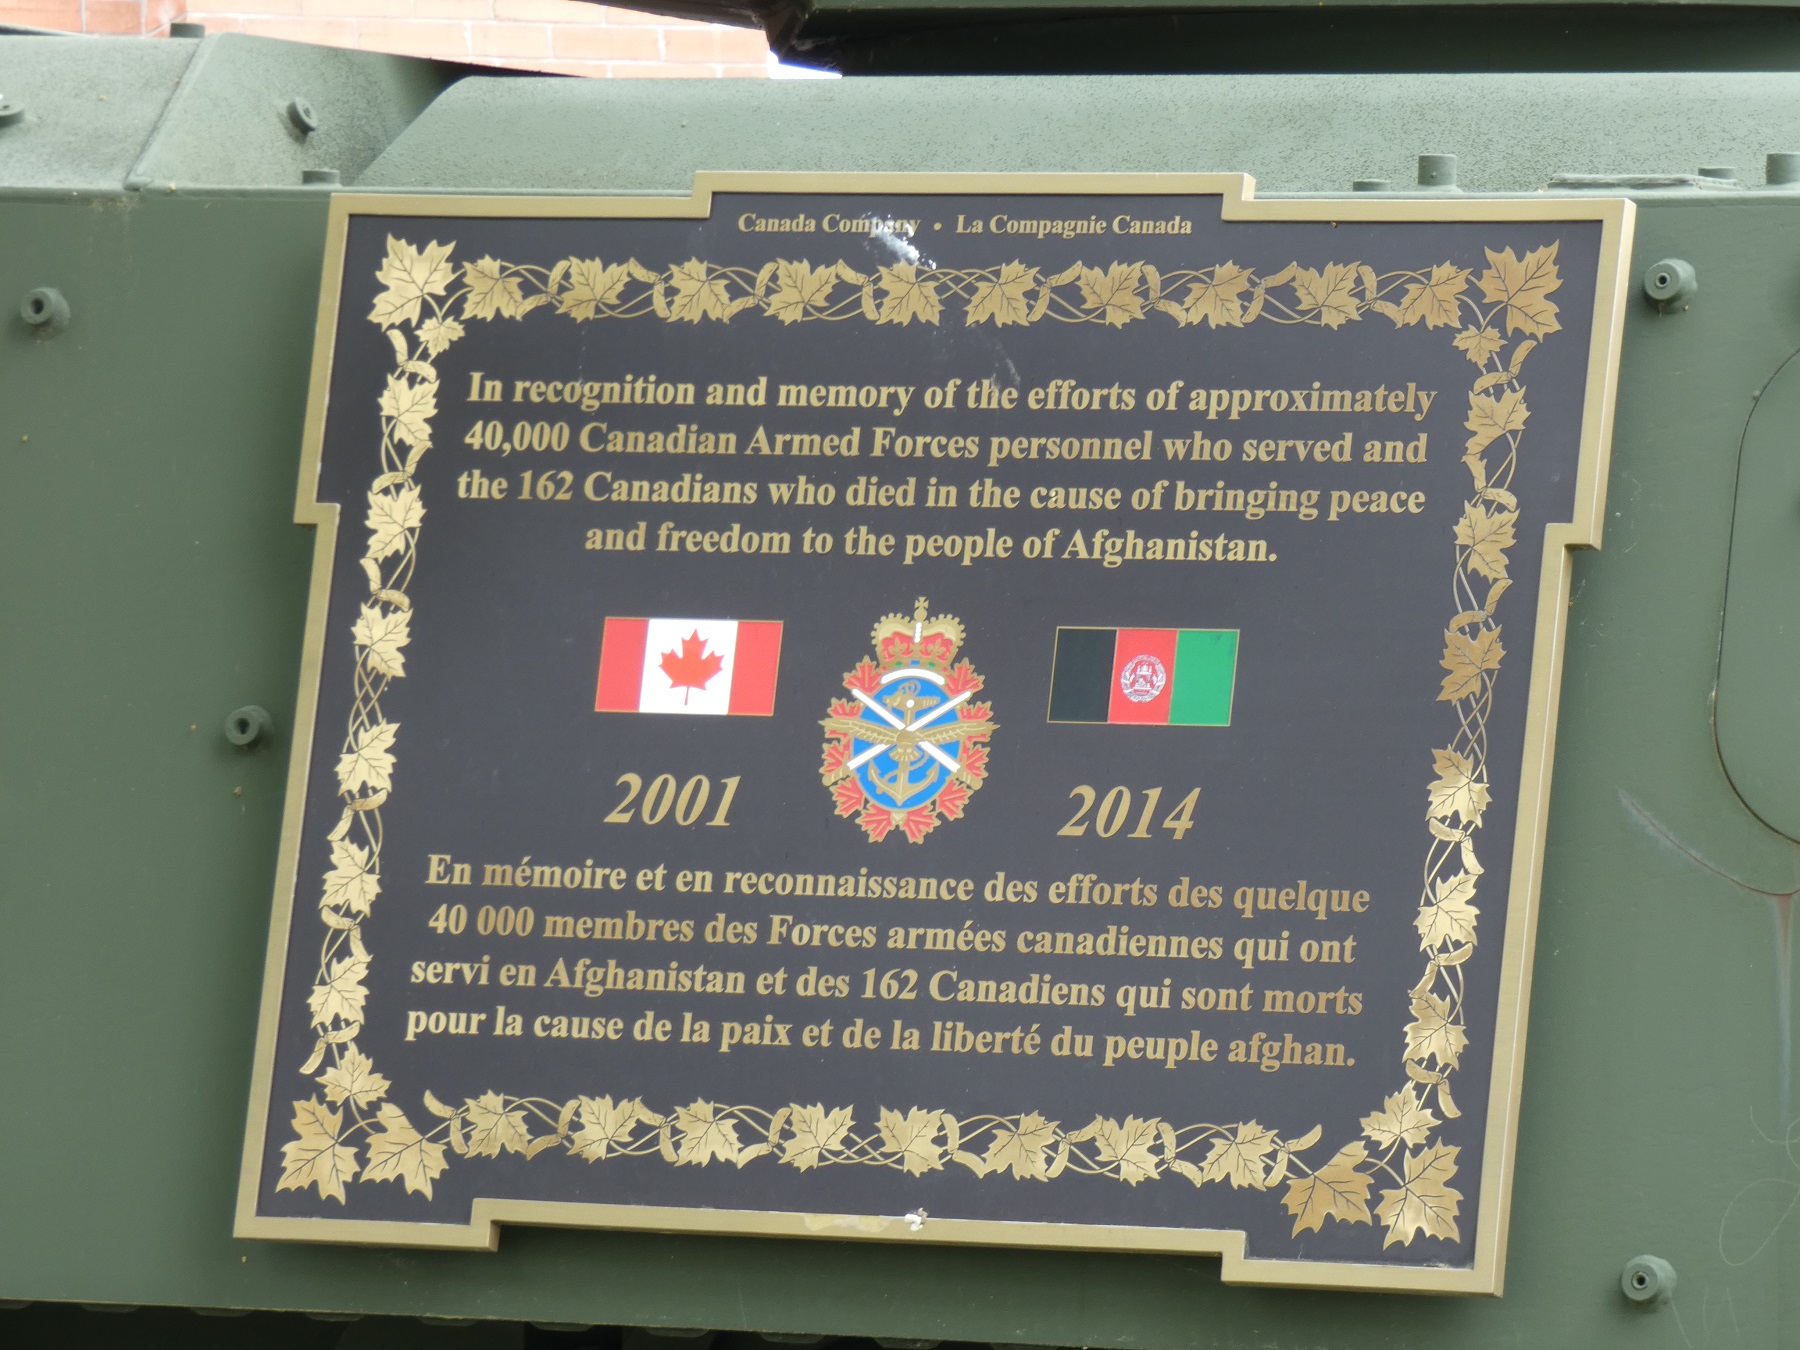 Canada Company • La Compagnie Canada
In recognition and memory of the efforts of approximately
40,000 Canadian Armed Forces personnel who served and
the 162 Canadians who died in the cause of bringing peace
and freedom to the people of Afghanistan.
2001
2014
En mémoire et en reconnaissance des efforts des quelque
40 000 membres des Forces armées canadiennes qui ont
servi en Afghanistan et des 162 Canadiens qui sont morts
pour la cause de la paix et de la liberté du peuple afghan.